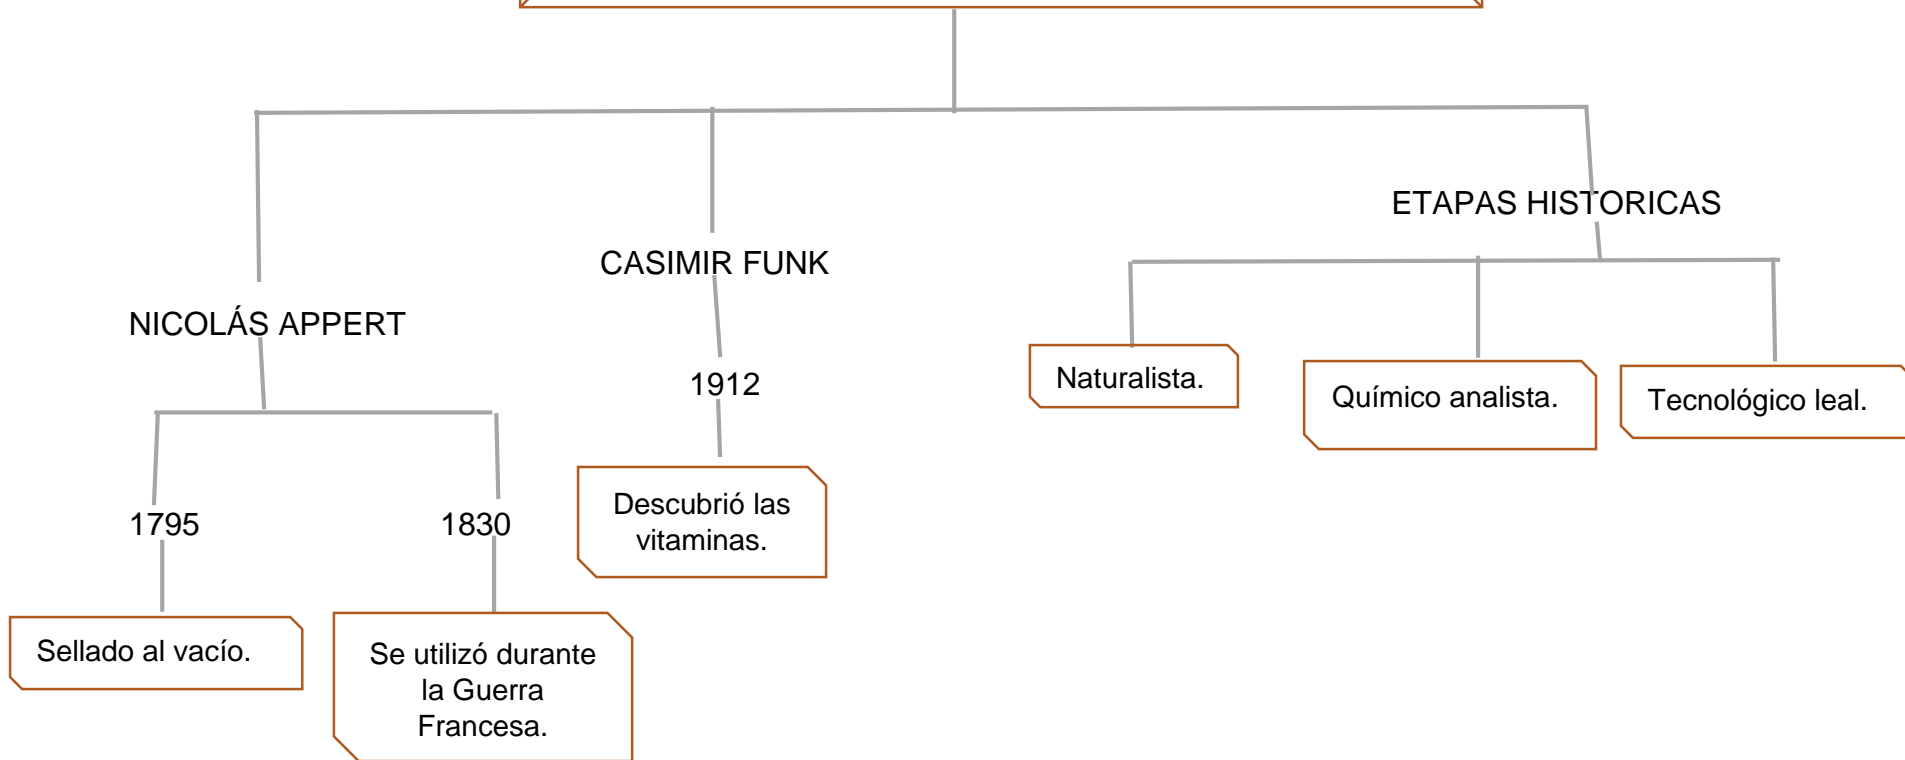 ETAPAS HISTORICAS
CASIMIR FUNK
NICOLÁS APPERT
1912
Naturalista.
Químico analista.
Tecnológico leal.
1795
1830
Descubrió las
vitaminas.
Sellado al vacío.
Se utilizó durante
la Guerra
Francesa.